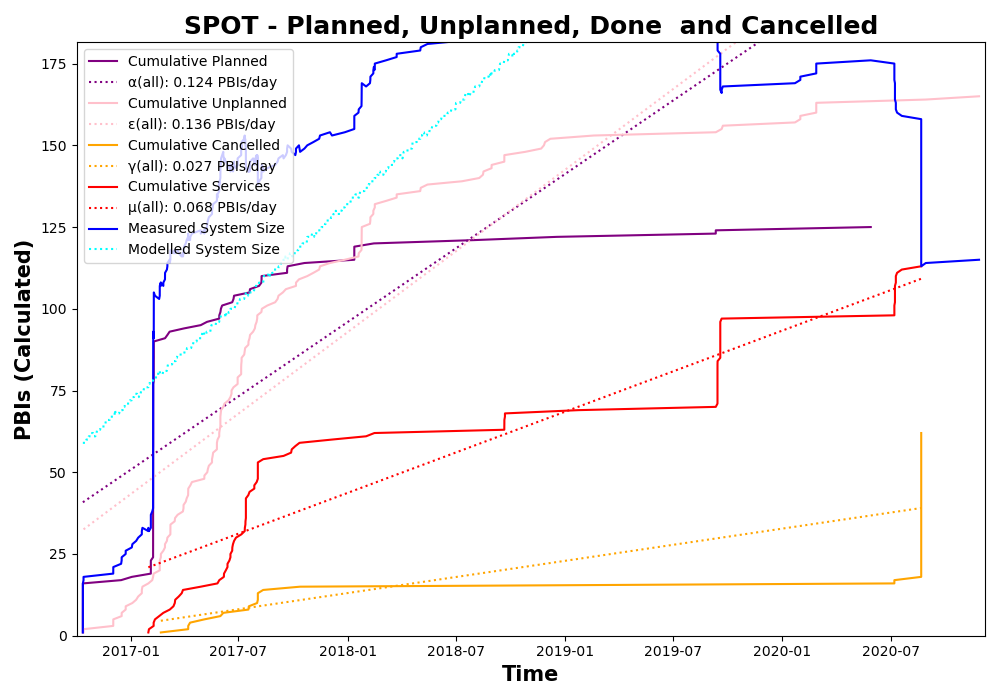 SPOT - Planned, Unplanned, Done  and Cancelled
PBIs (Calculated)
175
150
125
100
75
50
25
0
Cumulative Planned
α(all): 0.124 PBIs/day
Cumulative Unplanned
ε(all): 0.136 PBIs/day
Cumulative Cancelled
γ(all): 0.027 PBIs/day
Cumulative Services
μ(all): 0.068 PBIs/day
Measured System Size
Modelled System Size
2017-01
2017-07
2018-01
2018-07
2019-01
2019-07
2020-01
2020-07
Time